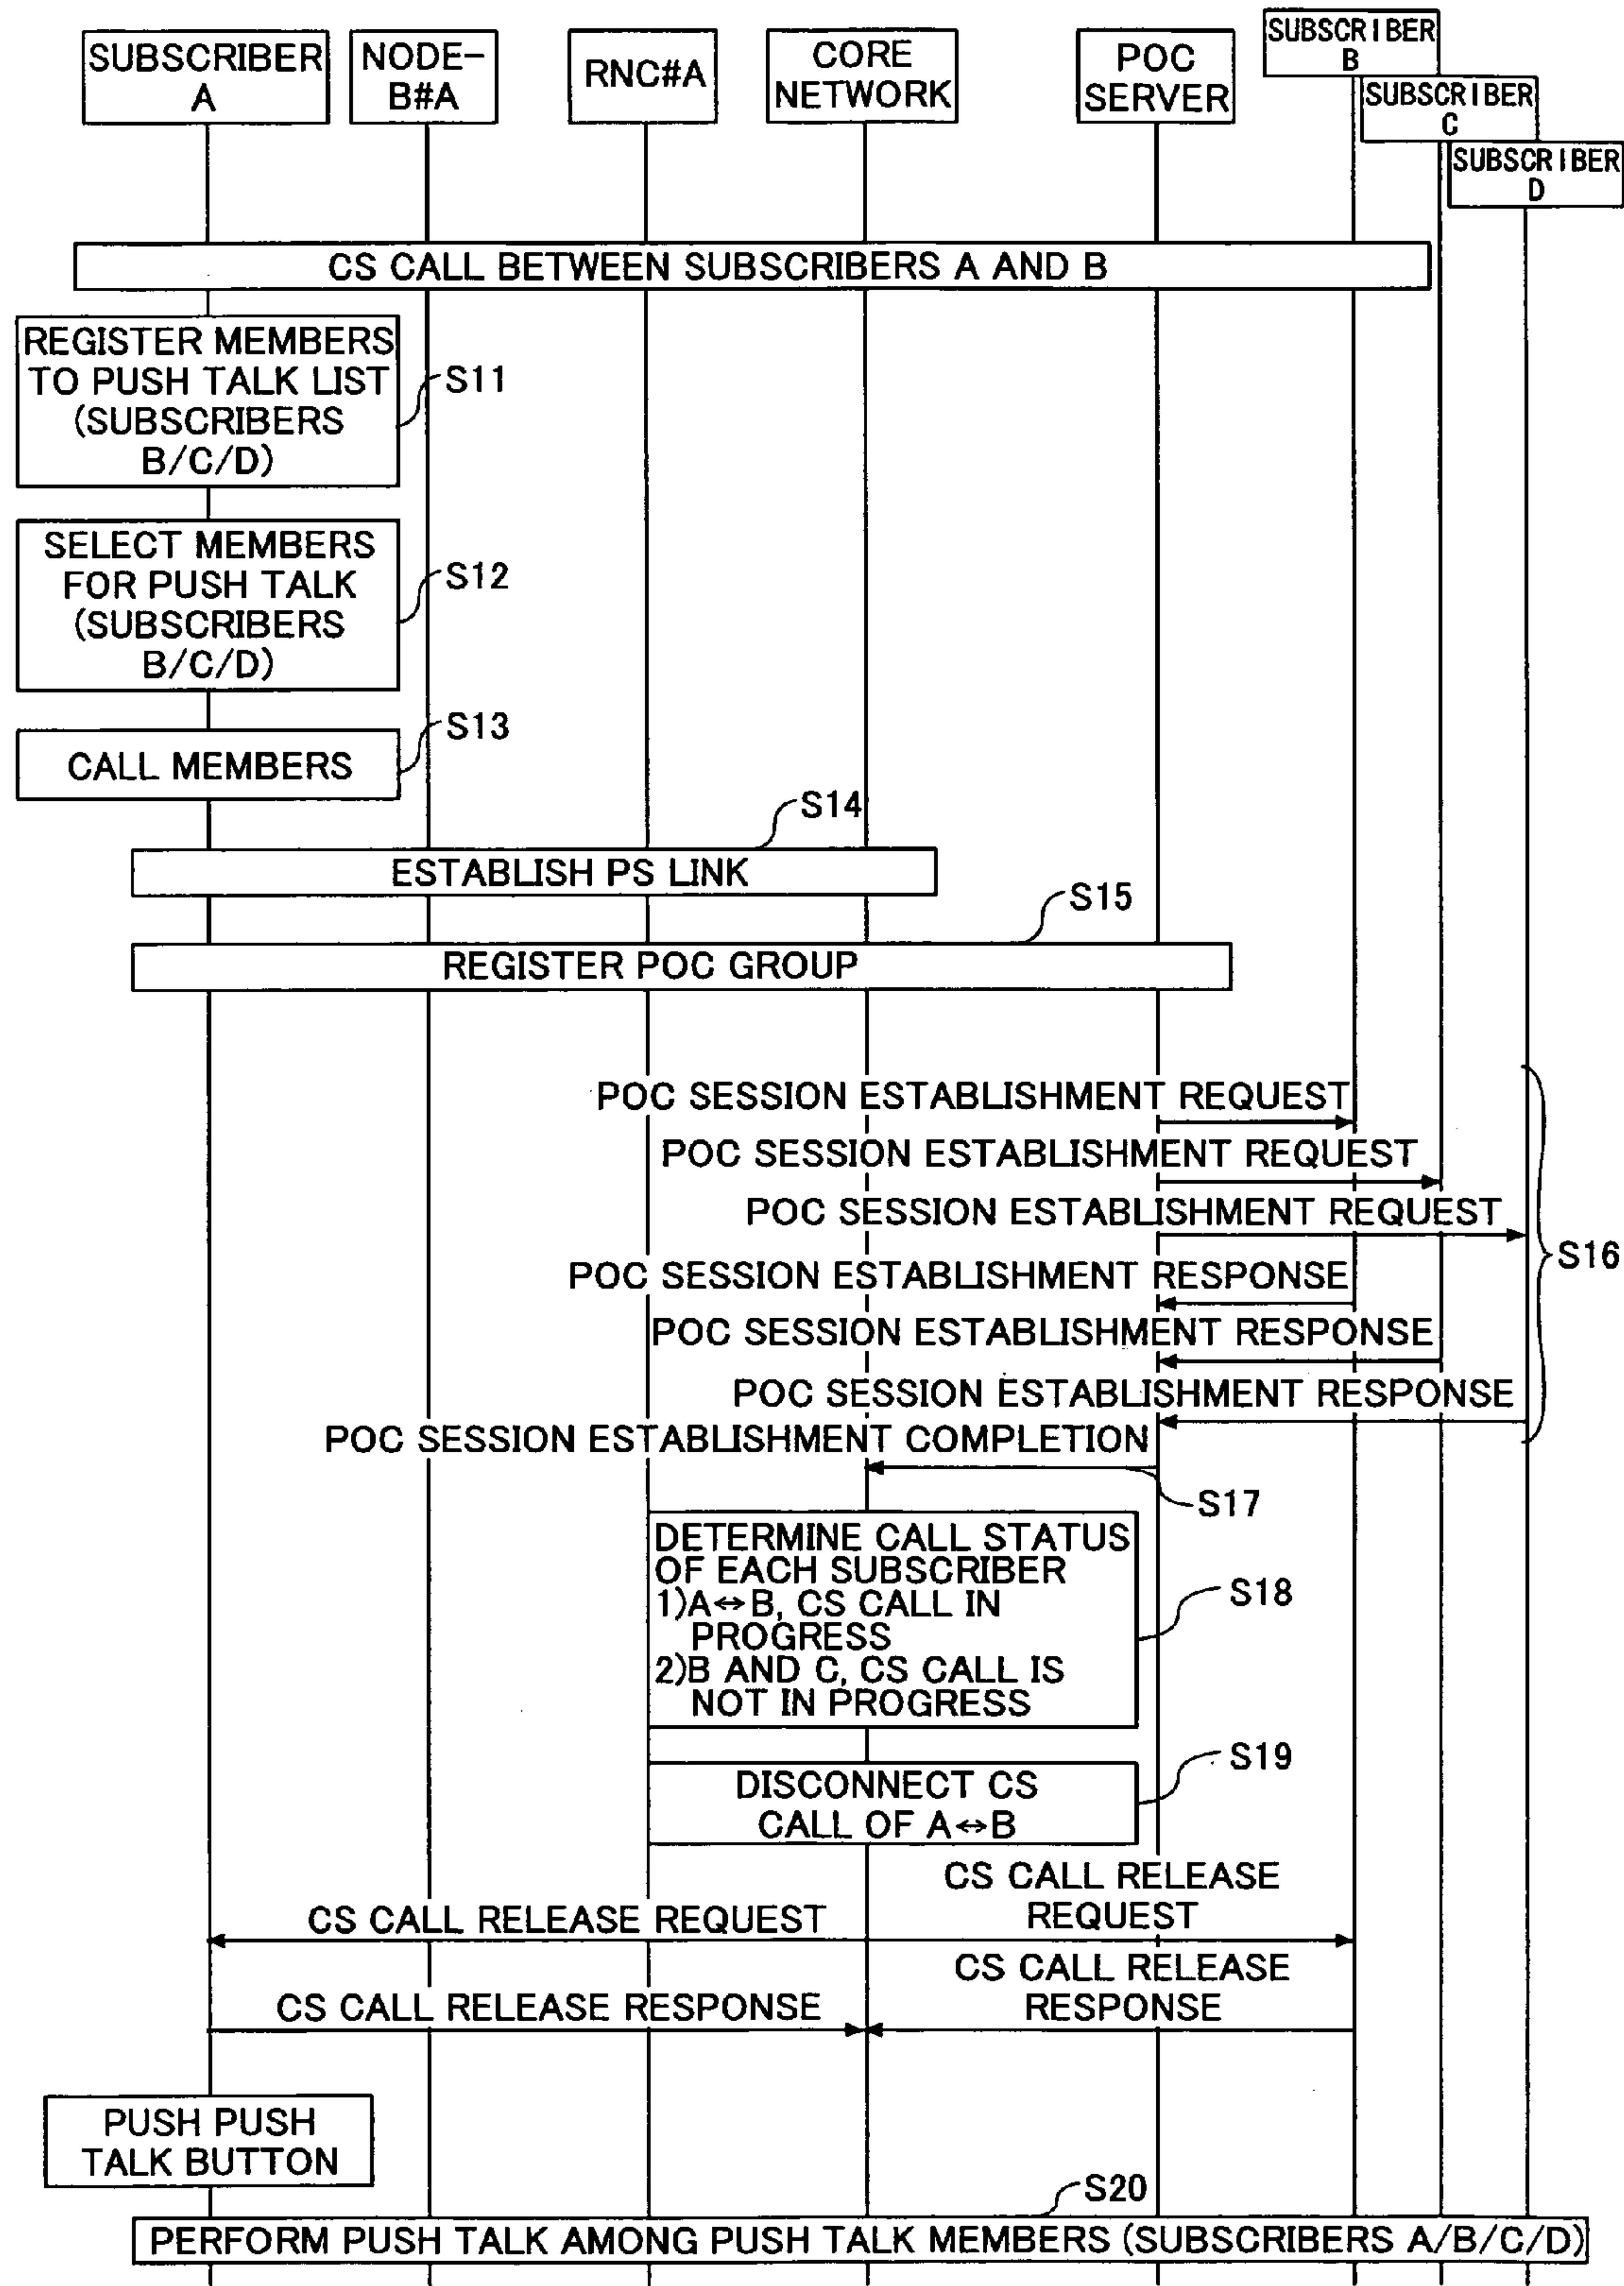 SUBSCRIBER
A
NODE-
B#A
RNC#A
CORE
NETWORK
POC
SERVER
SUBSCRIBER
B
SUBSCRIBER
C
SUBSCRIBER
D
CS CALL BETWEEN SUBSCRIBERS A AND B
REGISTER MEMBERS
TO PUSH TALK LIST
(SUBSCRIBERS
B/C/D)
S11
SELECT MEMBERS
FOR PUSH TALK
(SUBSCRIBERS
B/C/D)
S12
CALL MEMBERS
S13
S14
ESTABLISH PS LINK
S15
REGISTER POC GROUP
POC SESSION ESTABLISHMENT REQUEST
POC SESSION ESTABLISHMENT REQUEST
POC SESSION ESTABLISHMENT REQUEST
S16
POC SESSION ESTABLISHMENT RESPONSE
POC SESSION ESTABLISHMENT RESPONSE
POC SESSION ESTABLISHMENT RESPONSE
POC SESSION ESTABLISHMENT COMPLETION
S17
DETERMINE CALL STATUS
OF EACH SUBSCRIBER
1)A⇔B, CS CALL IN
PROGRESS
2)B AND C, CS CALL IS
NOT IN PROGRESS
S18
DISCONNECT CS
CALL OF A⇔B
S19
CS CALL RELEASE REQUEST
CS CALL RELEASE
REQUEST
CS CALL RELEASE RESPONSE
CS CALL RELEASE
RESPONSE
PUSH PUSH
TALK BUTTON
S20
PERFORM PUSH TALK AMONG PUSH TALK MEMBERS (SUBSCRIBERS A/B/C/D)